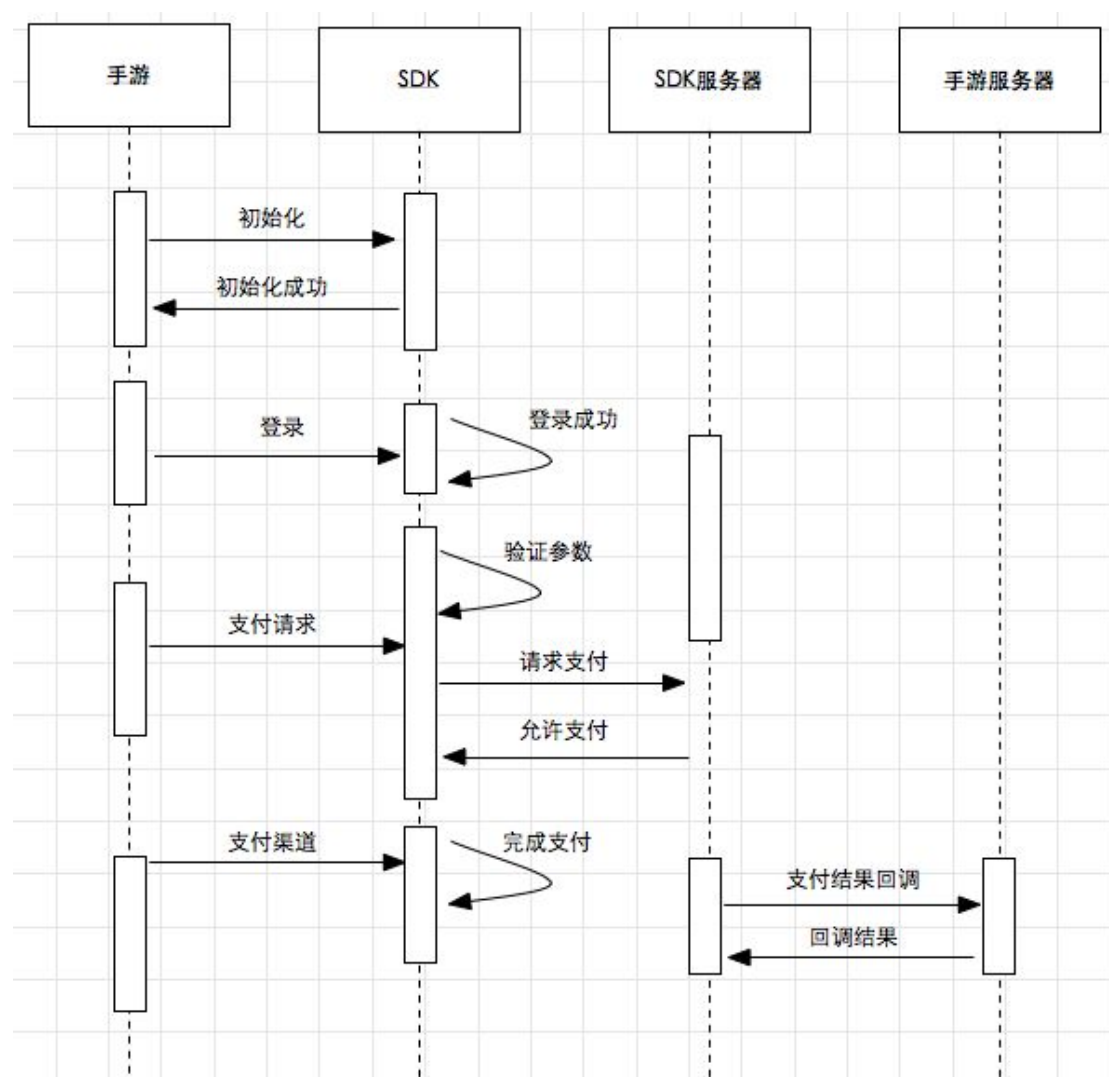 手游
SDK
SDK服务器
手游服务器
初始化
初始化成功
登录
登录成功
验证参数
支付请求
请求支付
允许支付
支付渠道
完成支付
支付结果回调
回调结果